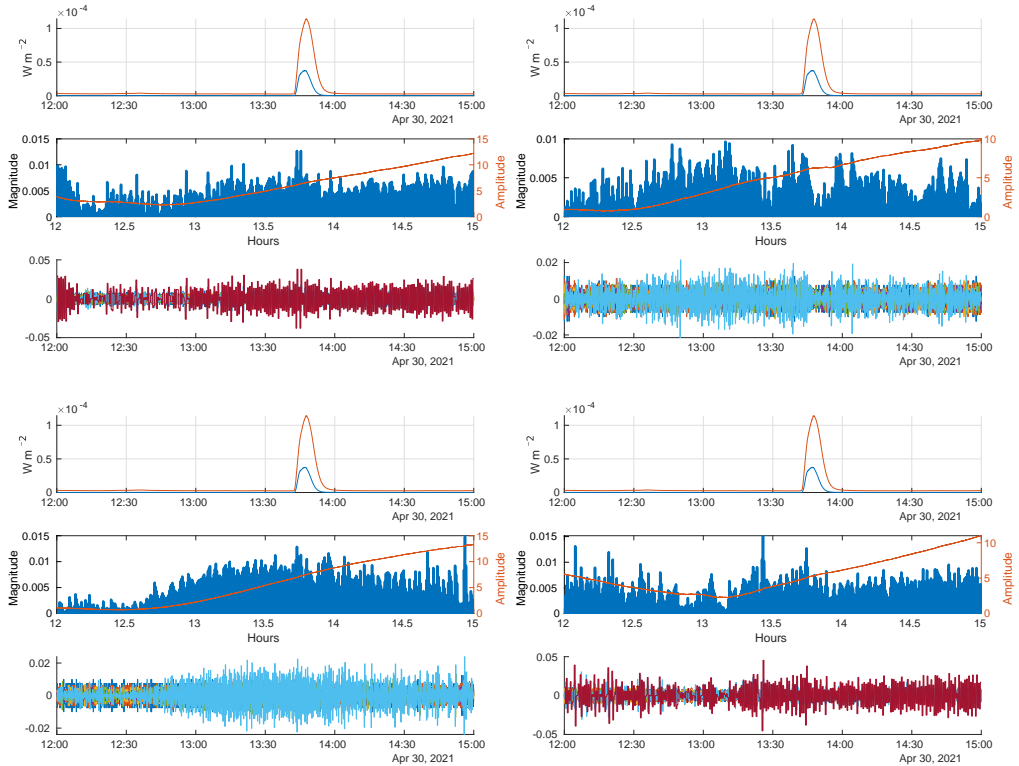 ×10⁻⁴ ×10⁻⁴
1 1
W m⁻² W m⁻²
0.5 0.5
0 0
12:00 12:30 13:00 13:30 14:00 14:30 15:00 12:00 12:30 13:00 13:30 14:00 14:30 15:00
Apr 30, 2021 Apr 30, 2021
0.015 15 0.01 10
Magnitude 0.01 10 Amplitude Magnitude Amplitude
0.005 5 0.005 5
0 0 0 0
12 12.5 13 13.5 14 14.5 15 12 12.5 13 13.5 14 14.5 15
Hours Hours
0.05 0.02
0 0
-0.05 -0.02
12:00 12:30 13:00 13:30 14:00 14:30 15:00 12:00 12:30 13:00 13:30 14:00 14:30 15:00
Apr 30, 2021 Apr 30, 2021
×10⁻⁴ ×10⁻⁴
1 1
W m⁻² W m⁻²
0.5 0.5
0 0
12:00 12:30 13:00 13:30 14:00 14:30 15:00 12:00 12:30 13:00 13:30 14:00 14:30 15:00
Apr 30, 2021 Apr 30, 2021
0.015 15 0.015
Magnitude 0.01 10 Amplitude Magnitude 0.01 10 Amplitude
0.005 5 0.005 5
0 0 0 0
12 12.5 13 13.5 14 14.5 15 12 12.5 13 13.5 14 14.5 15
Hours Hours
0.02 0.05
0 0
-0.02 -0.05
12:00 12:30 13:00 13:30 14:00 14:30 15:00 12:00 12:30 13:00 13:30 14:00 14:30 15:00
Apr 30, 2021 Apr 30, 2021